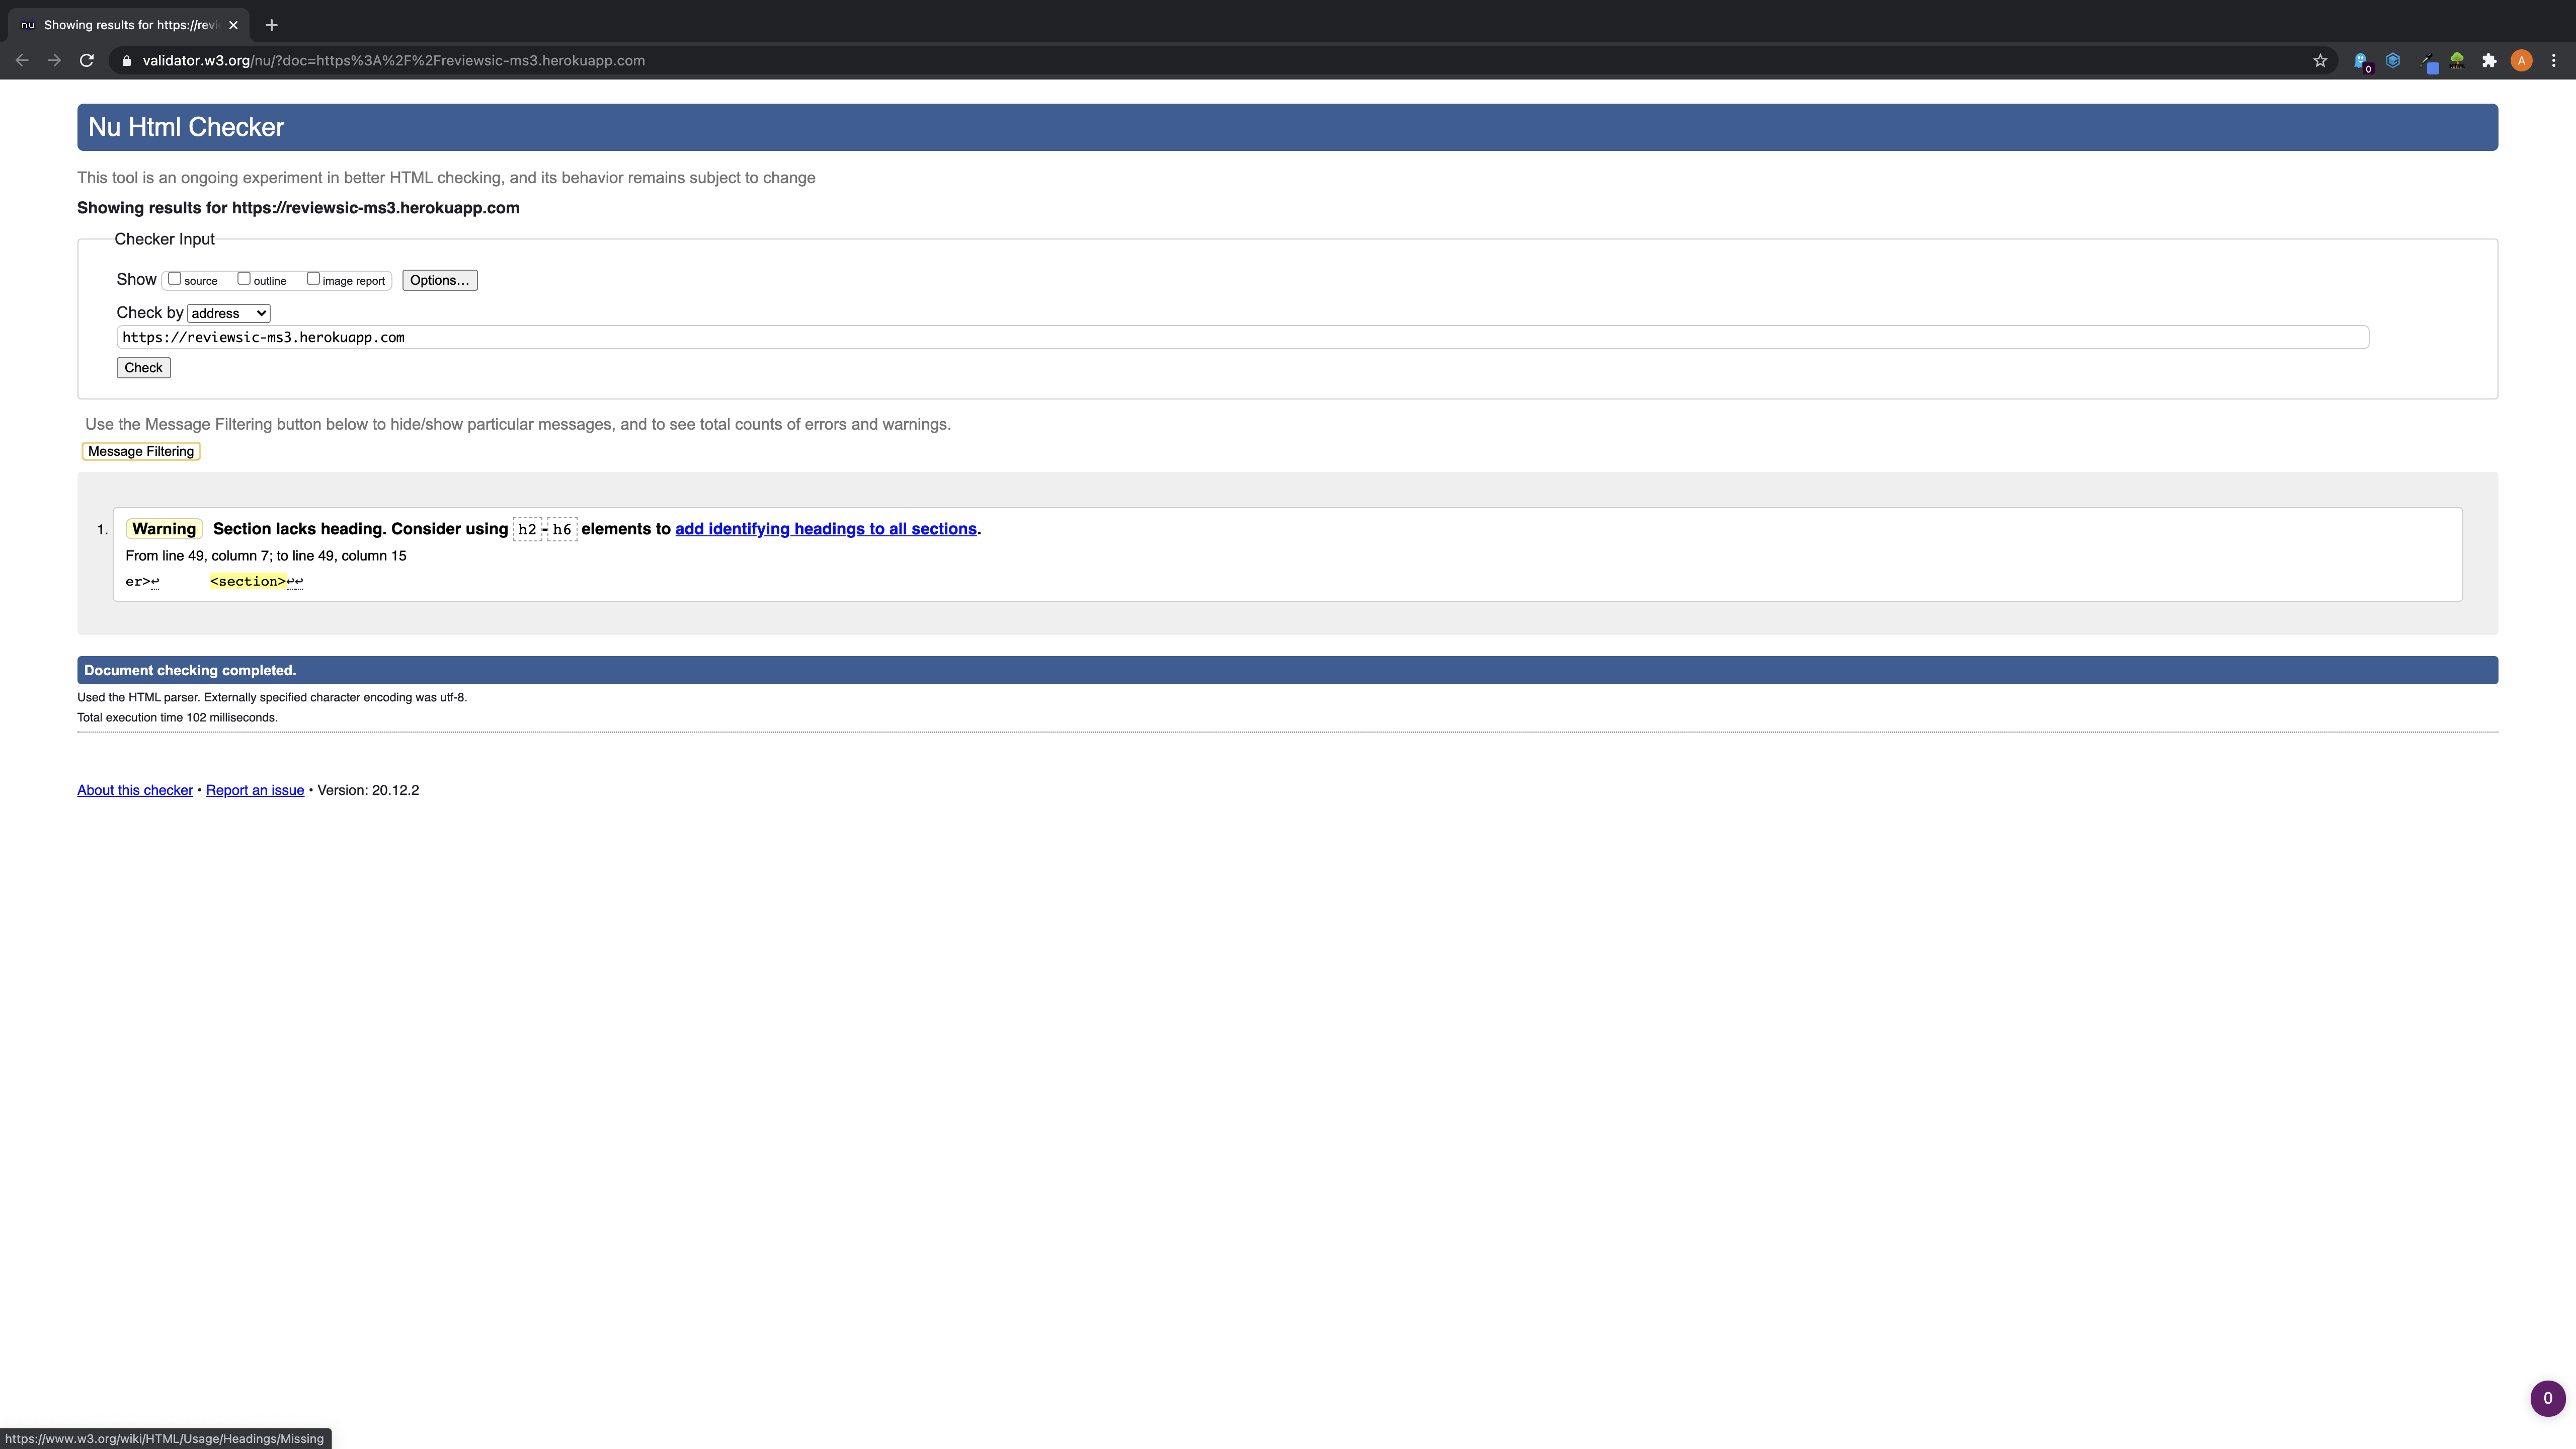 nu Showing results for https://revi
validator.w3.org/nu/?doc=https%3A%2F%2Freviewsic-ms3.herokuapp.com
0
A
Nu Html Checker
This tool is an ongoing experiment in better HTML checking, and its behavior remains subject to change
Showing results for https://reviewsic-ms3.herokuapp.com
Checker Input
Show source outline image report Options...
Check by address
https://reviewsic-ms3.herokuapp.com
Check
Use the Message Filtering button below to hide/show particular messages, and to see total counts of errors and warnings.
Message Filtering
1. Warning Section lacks heading. Consider using h2-h6 elements to add identifying headings to all sections.
From line 49, column 7; to line 49, column 15
er>↩ <section>↩↩
Document checking completed.
Used the HTML parser. Externally specified character encoding was utf-8.
Total execution time 102 milliseconds.
About this checker • Report an issue • Version: 20.12.2
0
https://www.w3.org/wiki/HTML/Usage/Headings/Missing